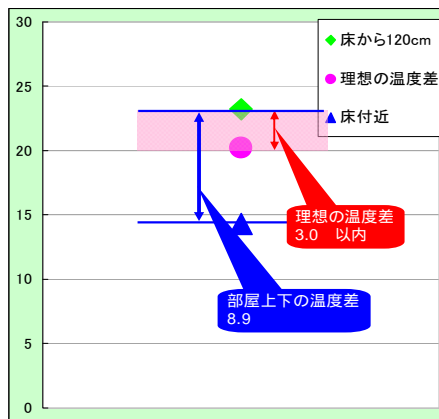 30
25
20
15
10
5
0
床から120cm
理想の温度差
床付近
理想の温度差
3.0 以内
部屋上下の温度差
8.9